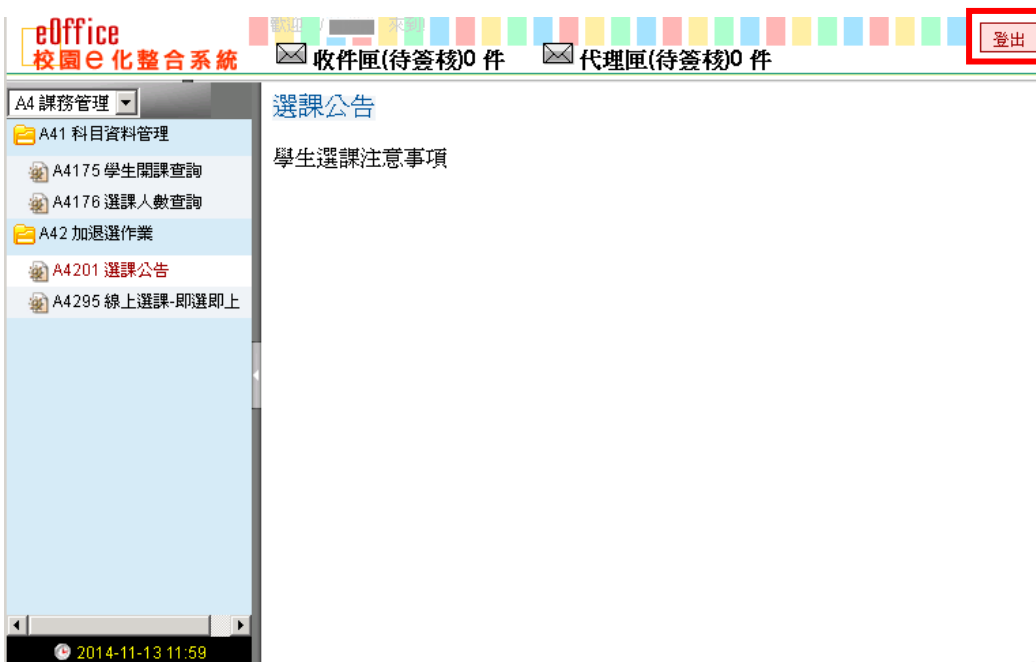 eOffice
校園e化整合系統
歡迎 / 來到
收件匣(待簽核)0 件
代理匣(待簽核)0 件
登出
A4 課務管理
A41 科目資料管理
A4175 學生開課查詢
A4176 選課人數查詢
A42 加退選作業
A4201 選課公告
A4295 線上選課-即選即上
2014-11-13 11:59
選課公告
學生選課注意事項